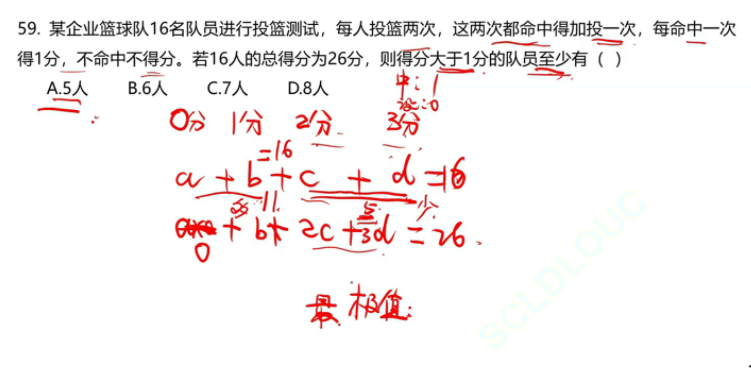 59. 某企业篮球队16名队员进行投篮测试，每人投篮两次，这两次都命中得加投一次，每命中一次
得1分，不命中不得分。若16人的总得分为26分，则得分大于1分的队员至少有（ ）
A.5人 B.6人 C.7人 D.8人
中:1
没:0
0分 1分 2分 3分
=16
a + b + c + d = 16
11 5 少
0 + b + 2c + 3d = 26
极值:
SCLDLOUC